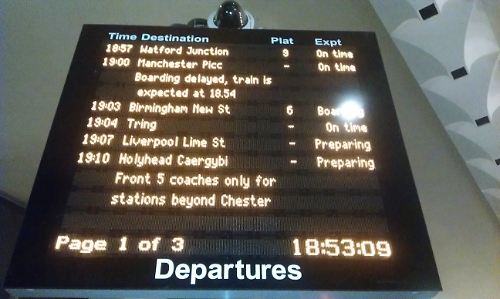 Time Destination Plat Expt
18:57 Watford Junction 9 On time
19:00 Manchester Picc - On time
Boarding delayed, train is
expected at 18.54
19:03 Birmingham New St 6 Boarding
19:04 Tring - On time
19:07 Liverpool Lime St - Preparing
19:10 Holyhead Caergybi - Preparing
Front 5 coaches only for
stations beyond Chester
Page 1 of 3 18:53:09
Departures